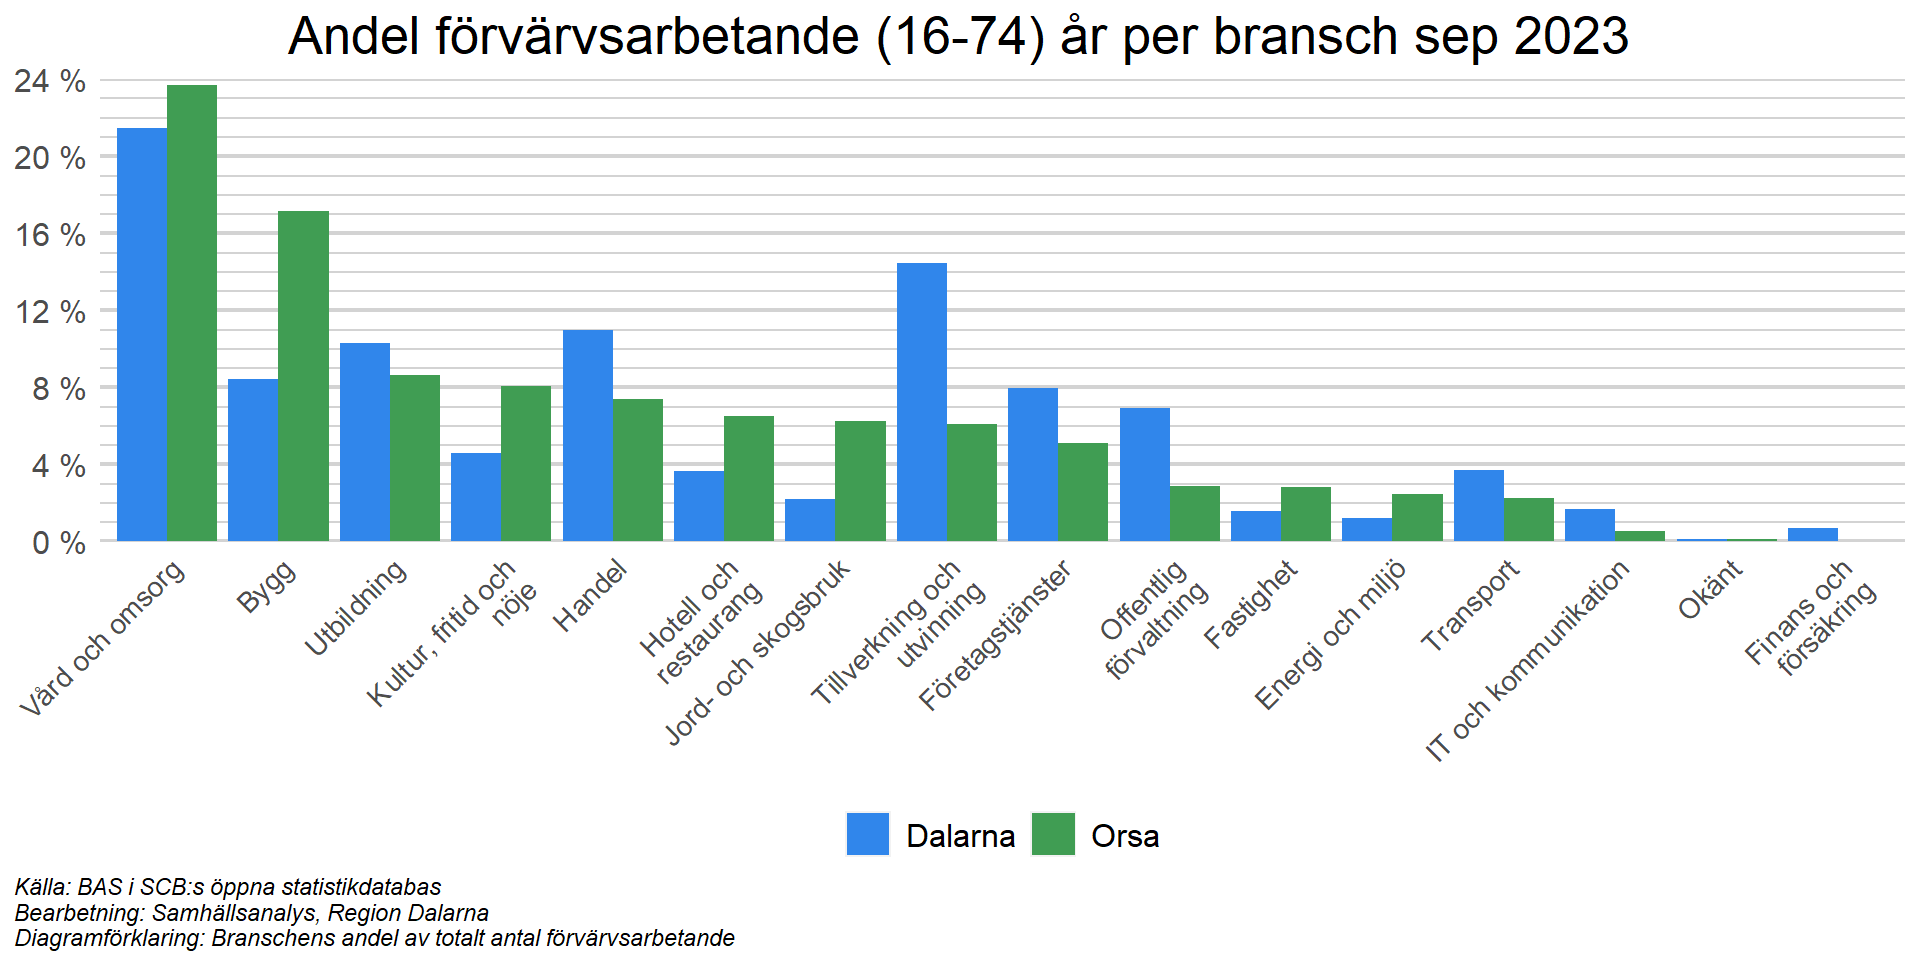 Andel förvärvsarbetande (16-74) år per bransch sep 2023
24 %
20 %
16 %
12 %
8 %
4 %
0 %
Vård och omsorg
Bygg
Utbildning
Kultur, fritid och
nöje
Handel
Hotell och
restaurang
Jord- och skogsbruk
Tillverkning och
utvinning
Företagstjänster
Offentlig
förvaltning
Fastighet
Energi och miljö
Transport
IT och kommunikation
Okänt
Finans och
försäkring
Dalarna
Orsa
Källa: BAS i SCB:s öppna statistikdatabas
Bearbetning: Samhällsanalys, Region Dalarna
Diagramförklaring: Branschens andel av totalt antal förvärvsarbetande